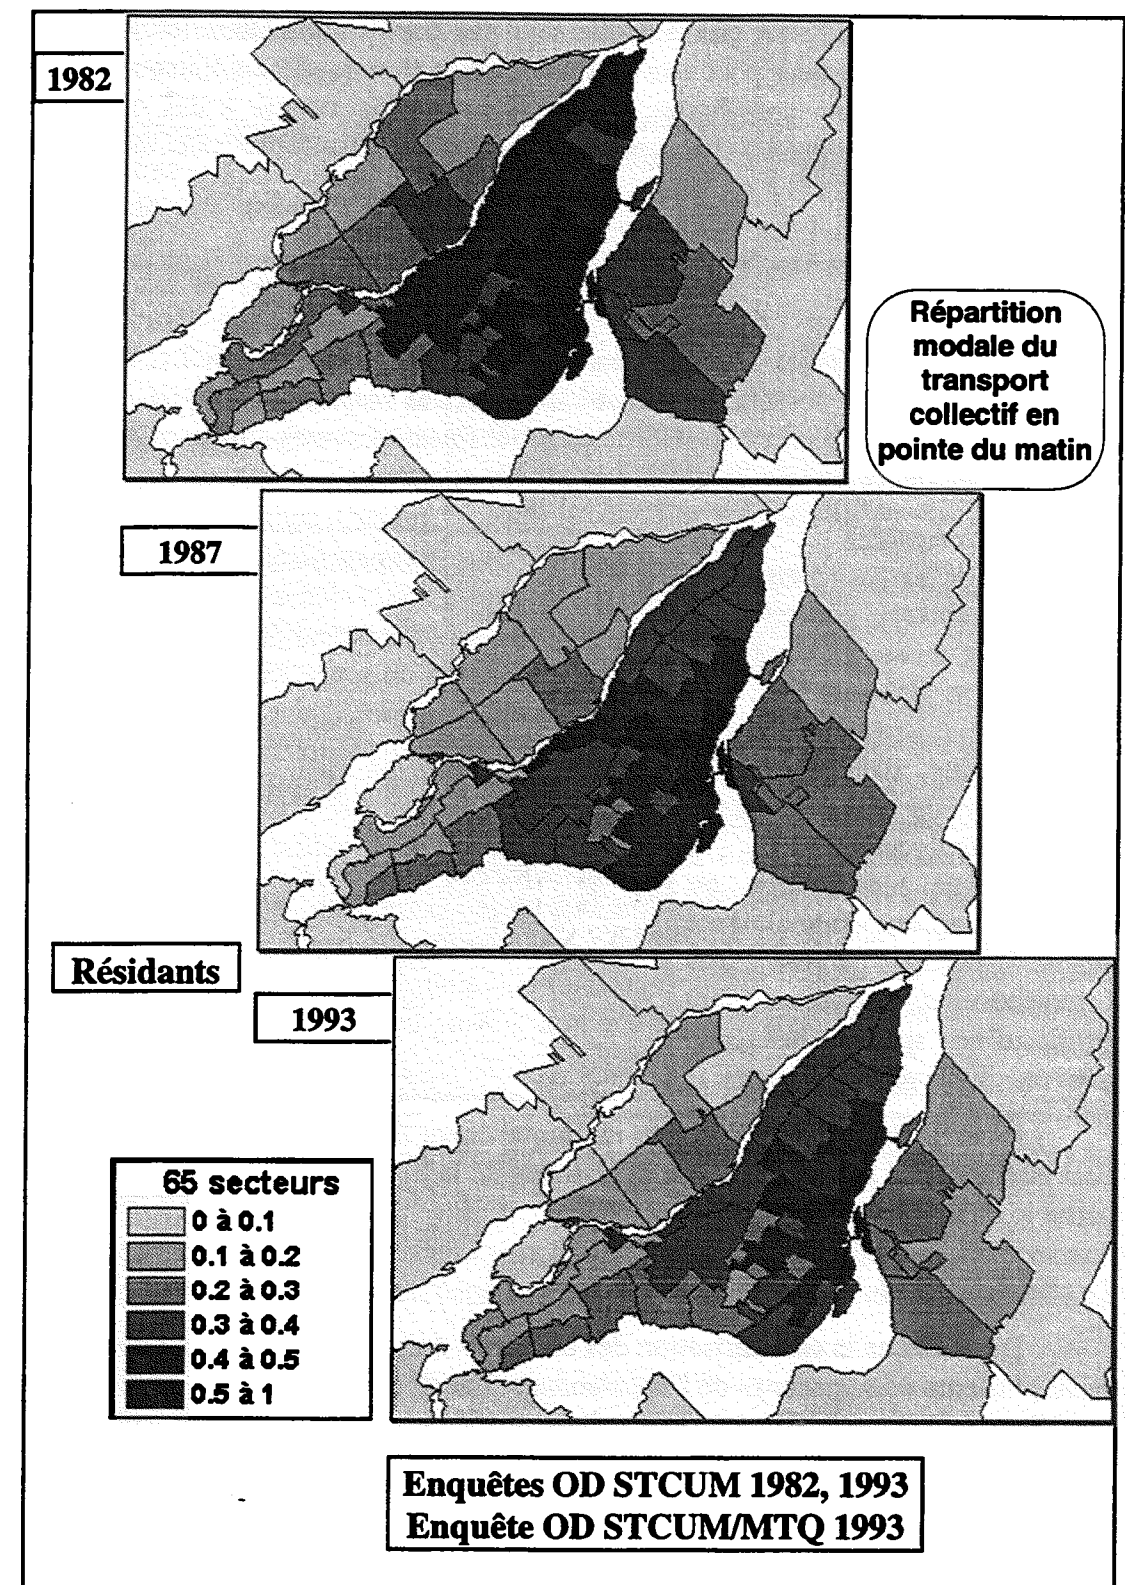 1982
Répartition
modale du
transport
collectif en
pointe du matin
1987
Résidants
1993
65 secteurs
0 à 0.1
0.1 à 0.2
0.2 à 0.3
0.3 à 0.4
0.4 à 0.5
0.5 à 1
Enquêtes OD STCUM 1982, 1993
Enquête OD STCUM/MTQ 1993